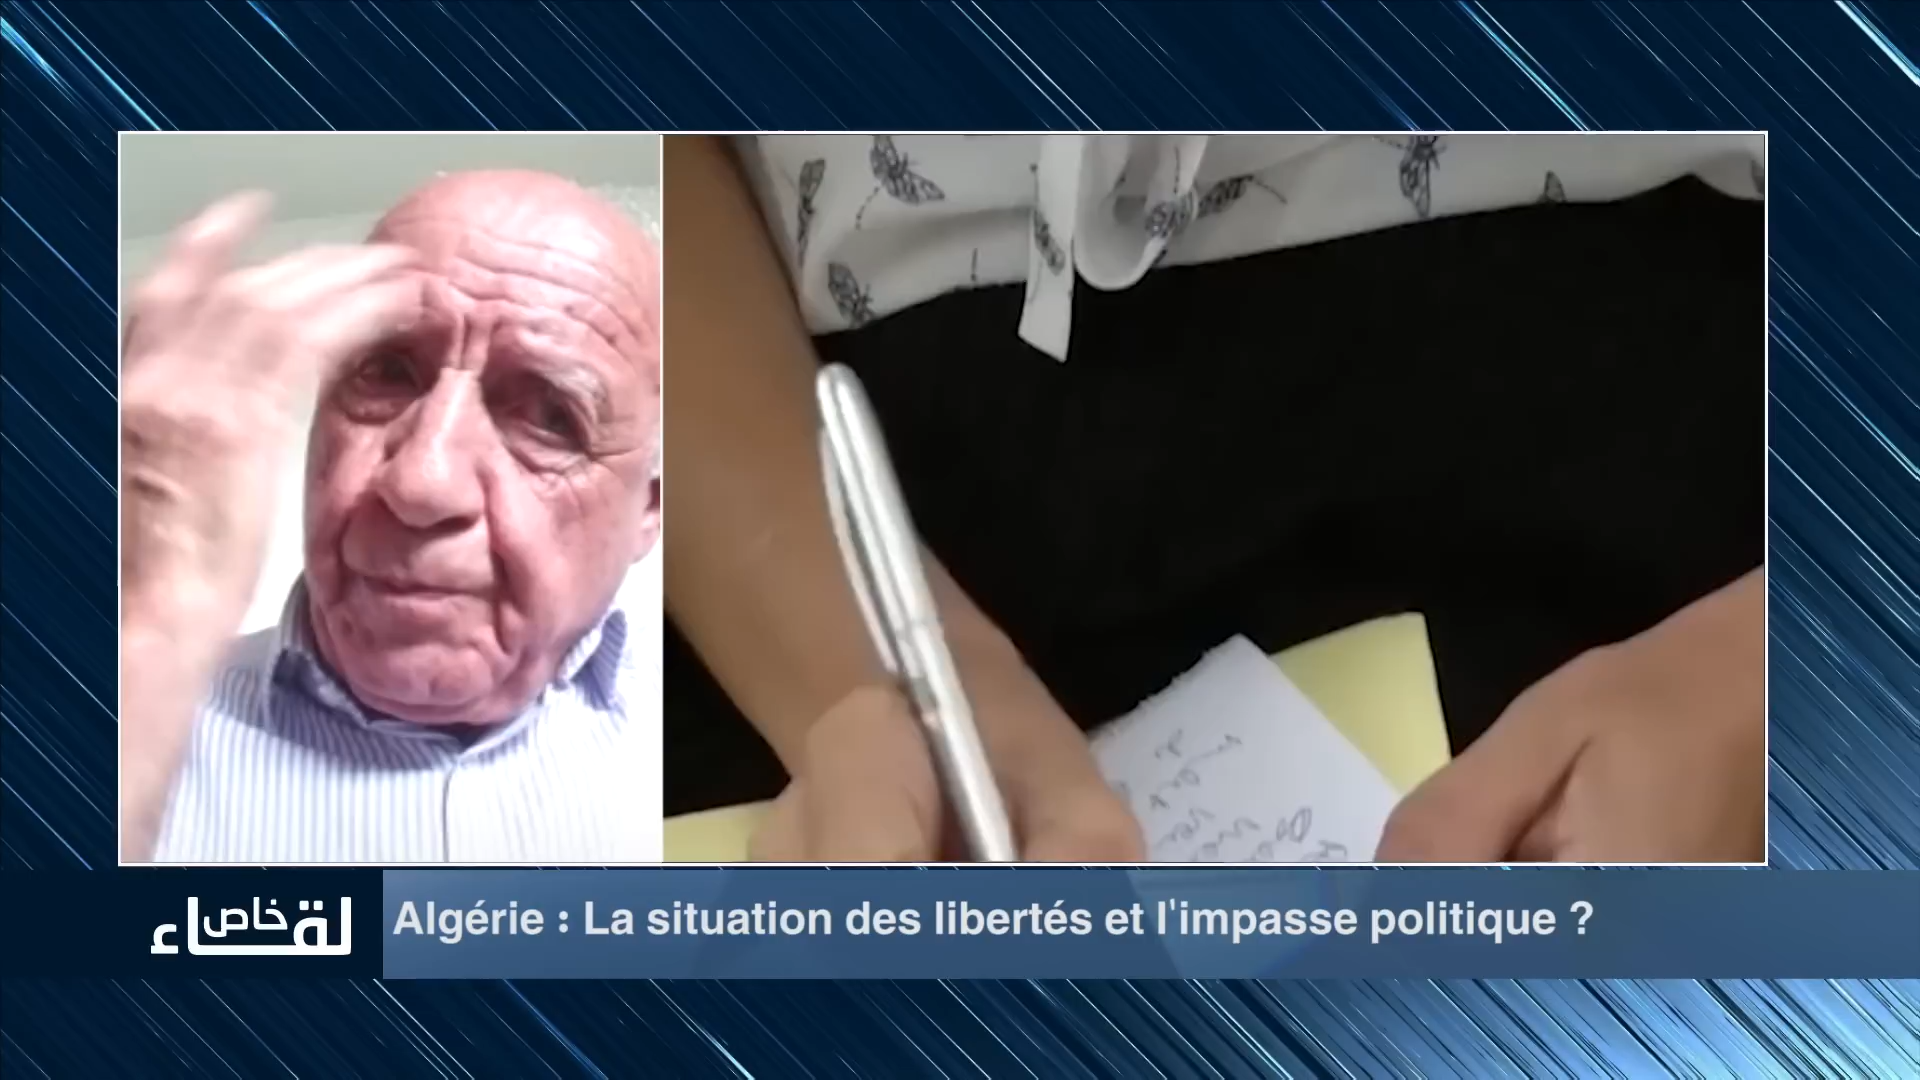 لقاء خاص
Algérie : La situation des libertés et l'impasse politique ?